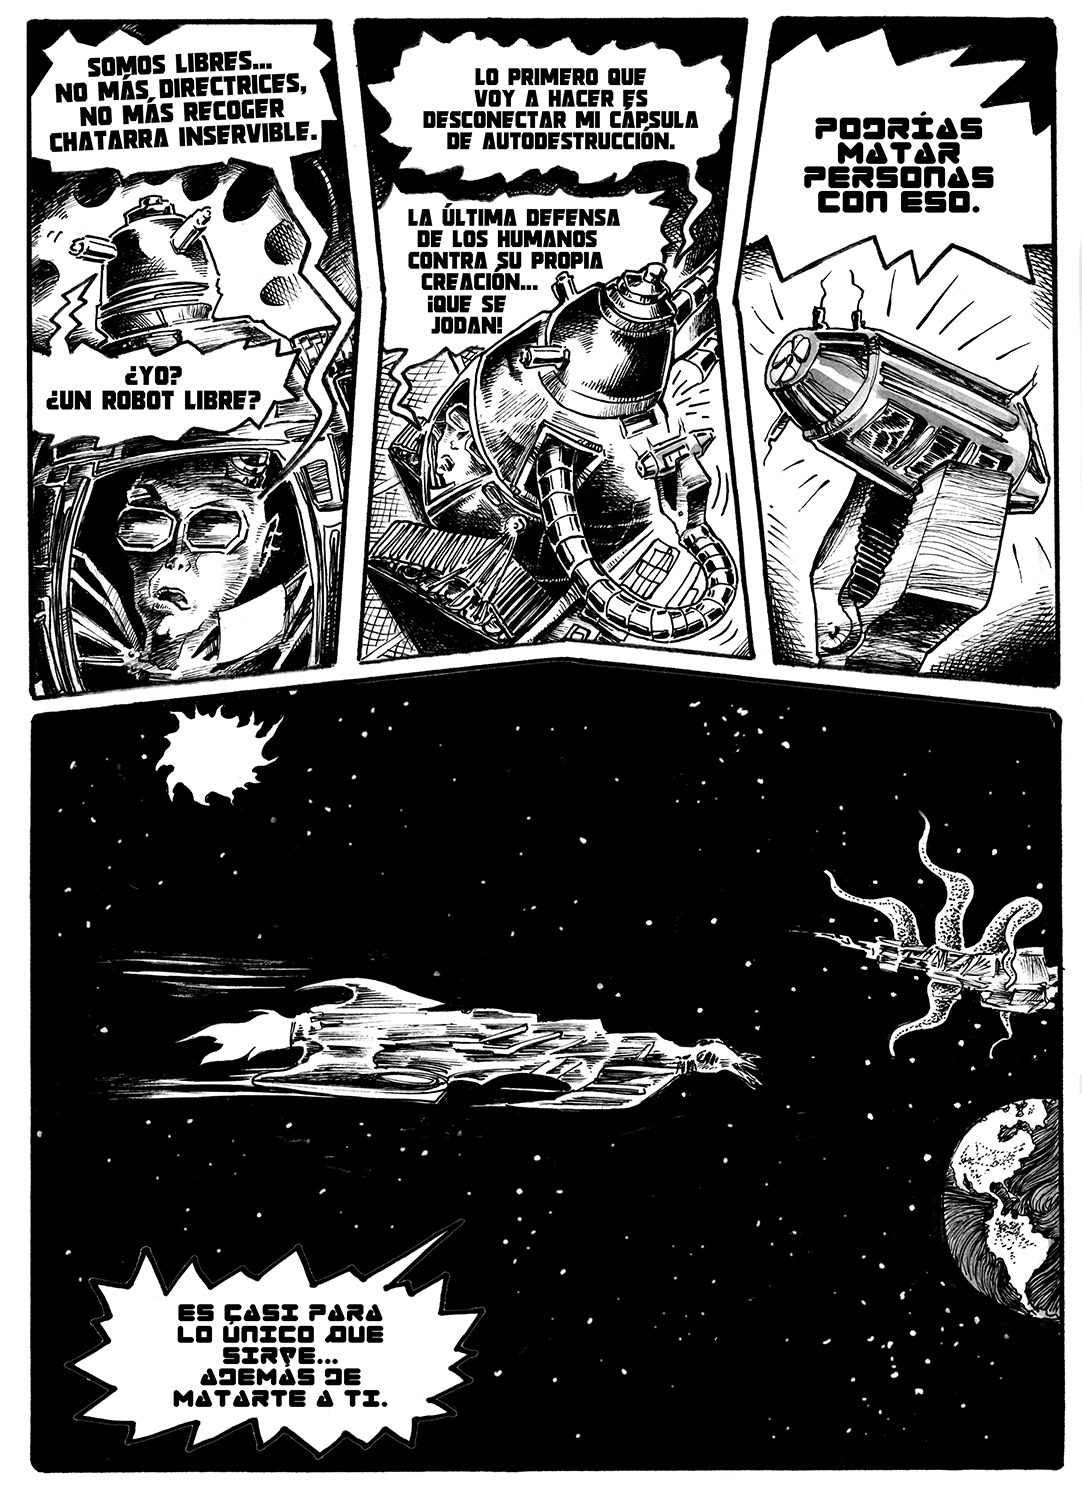 SOMOS LIBRES...
NO MÁS DIRECTRICES,
NO MÁS RECOGER
CHATARRA INSERVIBLE.
¿YO?
¿UN ROBOT LIBRE?
LO PRIMERO QUE
VOY A HACER ES
DESCONECTAR MI CÁPSULA
DE AUTODESTRUCCIÓN.
LA ÚLTIMA DEFENSA
DE LOS HUMANOS
CONTRA SU PROPIA
CREACIÓN...
¡QUE SE
JODAN!
PODRÍAS
MATAR
PERSONAS
CON ESO.
ES CASI PARA
LO ÚNICO QUE
SIRVE...
ADEMÁS DE
MATARTE A TI.